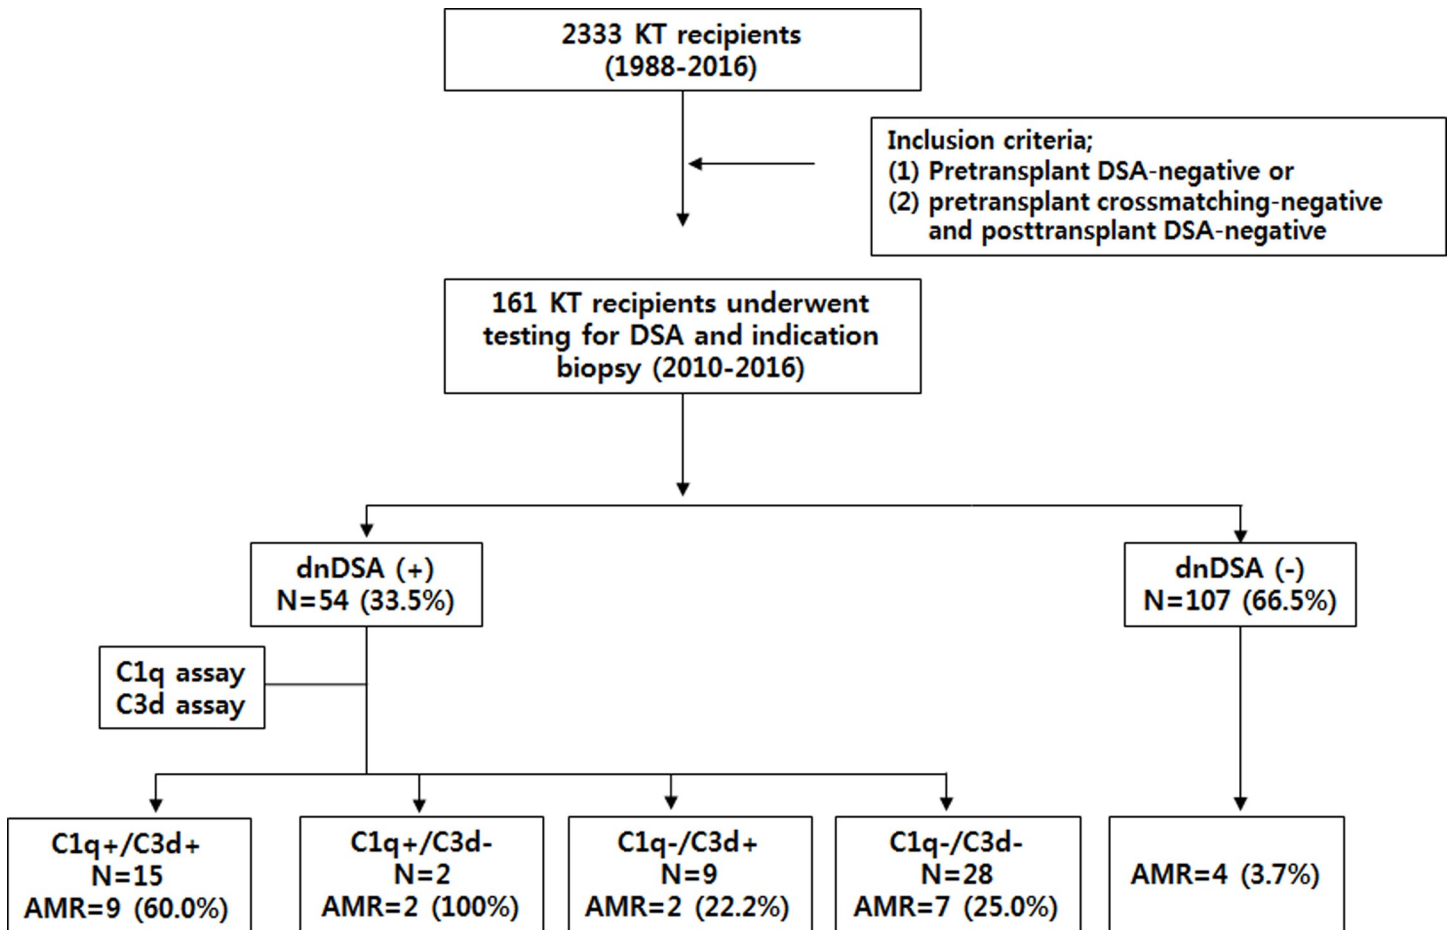 2333 KT recipients
(1988-2016)
Inclusion criteria;
(1) Pretransplant DSA-negative or
(2) pretransplant crossmatching-negative
and posttransplant DSA-negative
161 KT recipients underwent
testing for DSA and indication
biopsy (2010-2016)
dnDSA (+)
N=54 (33.5%)
dnDSA (-)
N=107 (66.5%)
C1q assay
C3d assay
C1q+/C3d+
N=15
AMR=9 (60.0%)
C1q+/C3d-
N=2
AMR=2 (100%)
C1q-/C3d+
N=9
AMR=2 (22.2%)
C1q-/C3d-
N=28
AMR=7 (25.0%)
AMR=4 (3.7%)